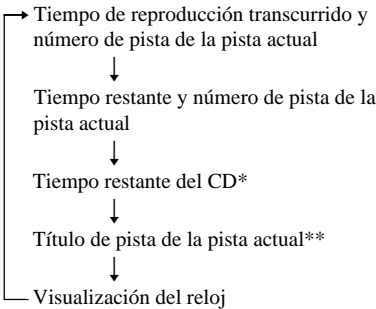 Tiempo de reproducción transcurrido y
número de pista de la pista actual
Tiempo restante y número de pista de la
pista actual
Tiempo restante del CD*
Título de pista de la pista actual**
Visualización del reloj